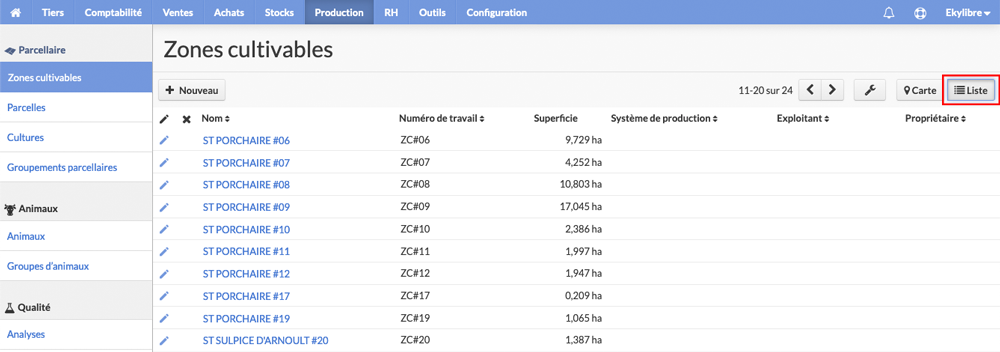 Tiers Comptabilité Ventes Achats Stocks Production RH Outils Configuration Ekylibre
Parcellaire
Zones cultivables
Parcelles
Cultures
Groupements parcellaires
Animaux
Animaux
Groupes d'animaux
Qualité
Analyses
Zones cultivables
Nouveau 11-20 sur 24 Carte Liste
Nom Numéro de travail Superficie Système de production Exploitant Propriétaire
ST PORCHAIRE #06 ZC#06 9,729 ha
ST PORCHAIRE #07 ZC#07 4,252 ha
ST PORCHAIRE #08 ZC#08 10,803 ha
ST PORCHAIRE #09 ZC#09 17,045 ha
ST PORCHAIRE #10 ZC#10 2,386 ha
ST PORCHAIRE #11 ZC#11 1,997 ha
ST PORCHAIRE #12 ZC#12 1,947 ha
ST PORCHAIRE #17 ZC#17 0,209 ha
ST PORCHAIRE #19 ZC#19 1,065 ha
ST SULPICE D'ARNOULT #20 ZC#20 1,387 ha